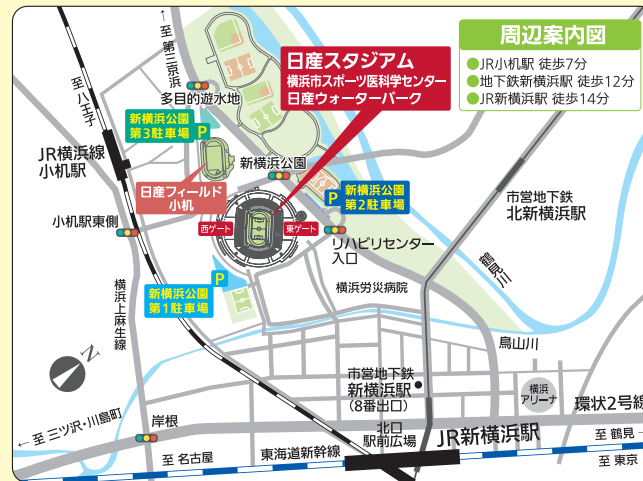 周辺案内図
●JR小机駅 徒歩7分
●地下鉄新横浜駅 徒歩12分
●JR新横浜駅 徒歩14分
日産スタジアム
横浜市スポーツ医科学センター
日産ウォーターパーク
← 至 第三京浜
至 八王子
多目的遊水地
新横浜公園
第3駐車場
P
JR横浜線
小机駅
日産フィールド
小机
新横浜公園
P
新横浜公園
第2駐車場
市営地下鉄
北新横浜駅
小机駅東側
西ゲート
東ゲート
リハビリセンター
入口
鶴見川
P
新横浜公園
第1駐車場
横浜労災病院
横浜上麻生線
鳥山川
N
市営地下鉄
新横浜駅
(8番出口)
横浜
アリーナ
環状2号線
← 至 三ツ沢・川島町
岸根
北口
駅前広場
JR新横浜駅
至 鶴見
至 名古屋
東海道新幹線
至 東京